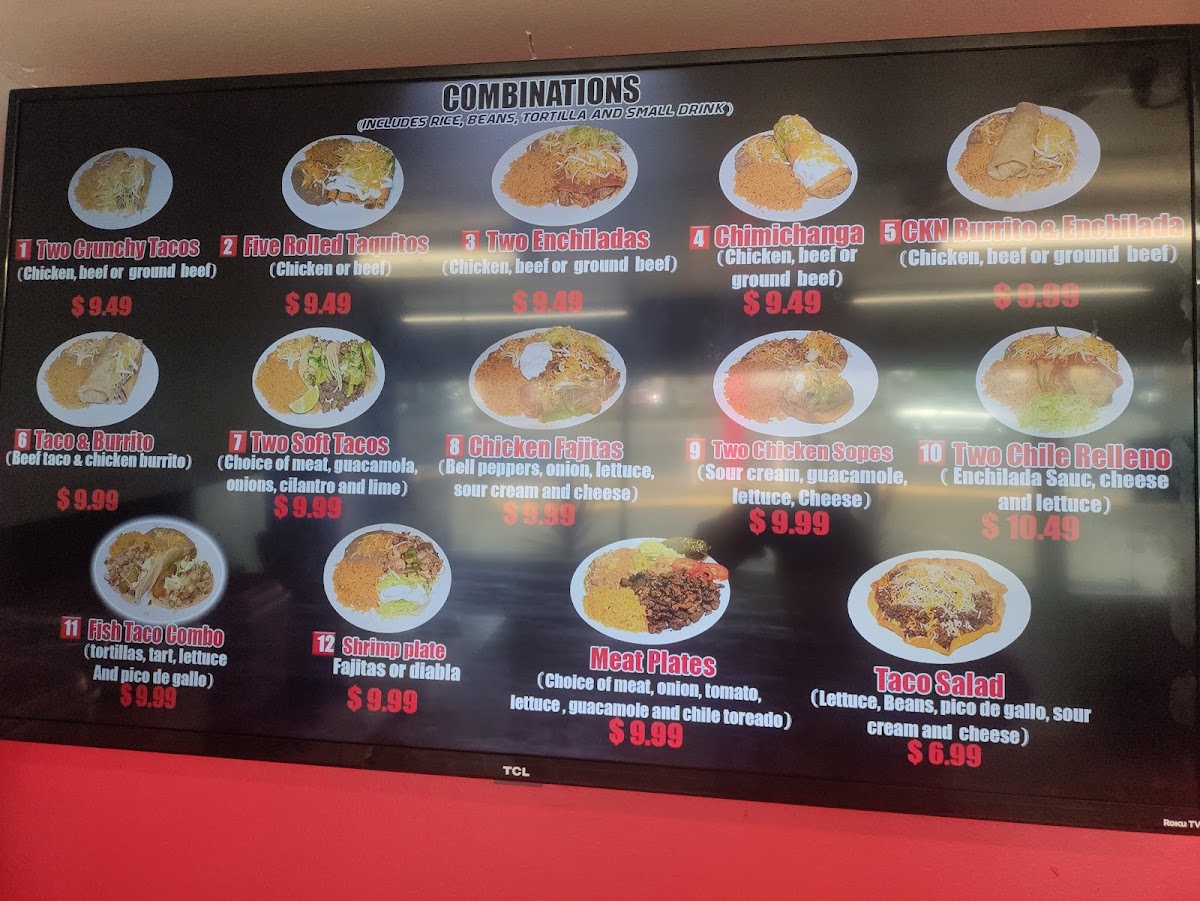 COMBINATIONS
(INCLUDES RICE, BEANS, TORTILLA AND SMALL DRINK)
1 Two Crunchy Tacos
(Chicken, beef or ground beef)
$ 9.49
2 Five Rolled Taquitos
(Chicken or beef)
$ 9.49
3 Two Enchiladas
(Chicken, beef or ground beef)
$ 9.49
4 Chimichanga
(Chicken, beef or
ground beef)
$ 9.49
5 CKN Burrito & Enchilada
(Chicken, beef or ground beef)
$ 9.99
6 Taco & Burrito
(Beef taco & chicken burrito)
$ 9.99
7 Two Soft Tacos
(Choice of meat, guacamola,
onions, cilantro and lime)
$ 9.99
8 Chicken Fajitas
(Bell peppers, onion, lettuce,
sour cream and cheese)
$ 9.99
9 Two Chicken Sopes
(Sour cream, guacamole,
lettuce, Cheese)
$ 9.99
10 Two Chile Relleno
( Enchilada Sauc, cheese
and lettuce)
$ 10.49
11 Fish Taco Combo
(tortillas, tart, lettuce
And pico de gallo)
$ 9.99
12 Shrimp plate
Fajitas or diabla
$ 9.99
Meat Plates
(Choice of meat, onion, tomato,
lettuce , guacamole and chile toreado)
$ 9.99
Taco Salad
(Lettuce, Beans, pico de gallo, sour
cream and cheese)
$ 6.99
TCL
Roku TV